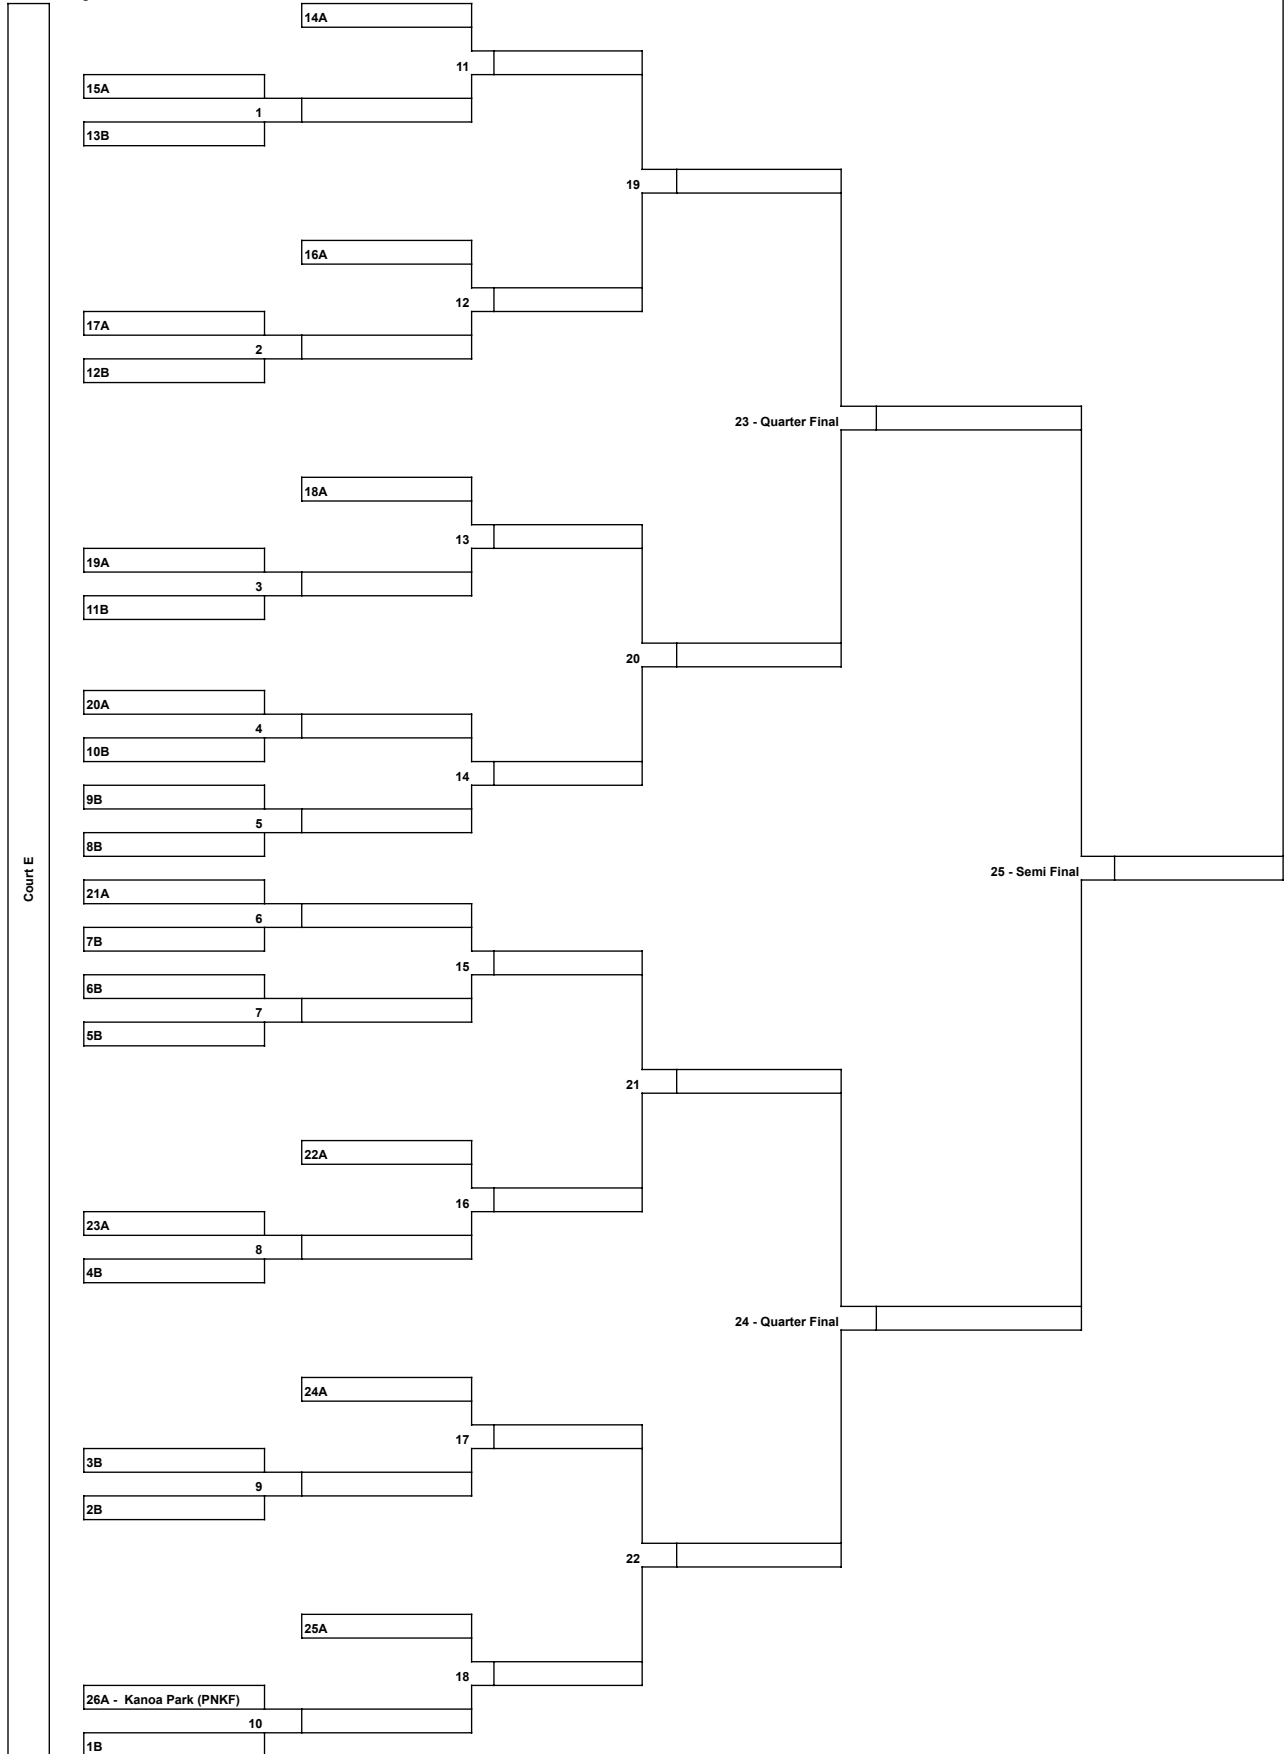 14A
11
15A
1
13B
19
16A
12
17A
2
12B
23 - Quarter Final
18A
13
19A
3
11B
20
20A
4
10B
14
9B
5
8B
Court E
25 - Semi Final
21A
6
7B
15
6B
7
5B
21
22A
16
23A
8
4B
24 - Quarter Final
24A
17
3B
9
2B
22
25A
18
26A - Kanoa Park (PNKF)
10
1B